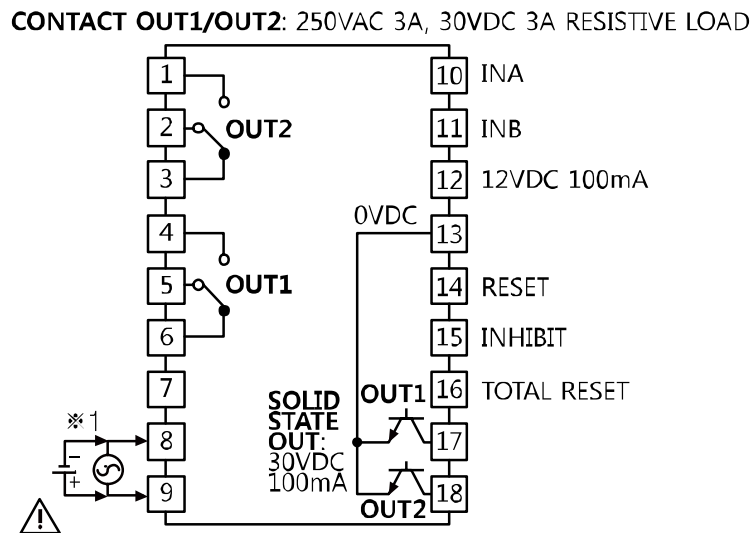 CONTACT OUT1/OUT2: 250VAC 3A, 30VDC 3A RESISTIVE LOAD
1
2
3
OUT2
4
5
6
OUT1
7
8
9
※1
−
+
!
10 INA
11 INB
12 12VDC 100mA
0VDC 13
14 RESET
15 INHIBIT
16 TOTAL RESET
17
18
SOLID
STATE
OUT:
30VDC
100mA
OUT1
OUT2